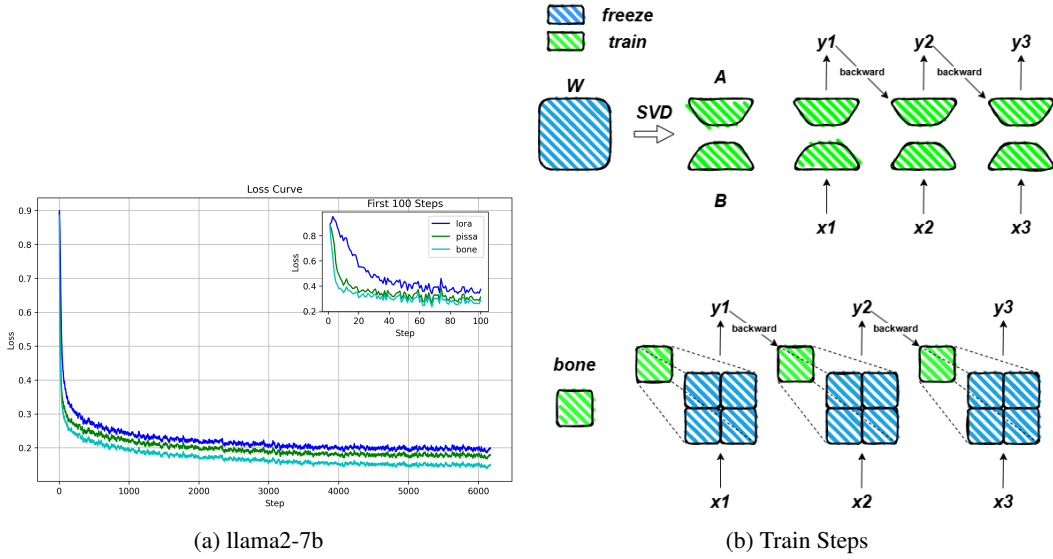 Loss Curve
0.9
0.8
0.7
0.6
0.5
0.4
0.3
0.2
Loss
0
1000
2000
3000
4000
5000
6000
Step
First 100 Steps
lora
pissa
bone
0.8
0.6
0.4
0.2
Loss
0
20
40
60
80
100
Step
(a) llama2-7b
freeze
train
W
SVD
A
B
y1
backward
y2
backward
y3
x1
x2
x3
bone
y1
backward
y2
backward
y3
x1
x2
x3
(b) Train Steps